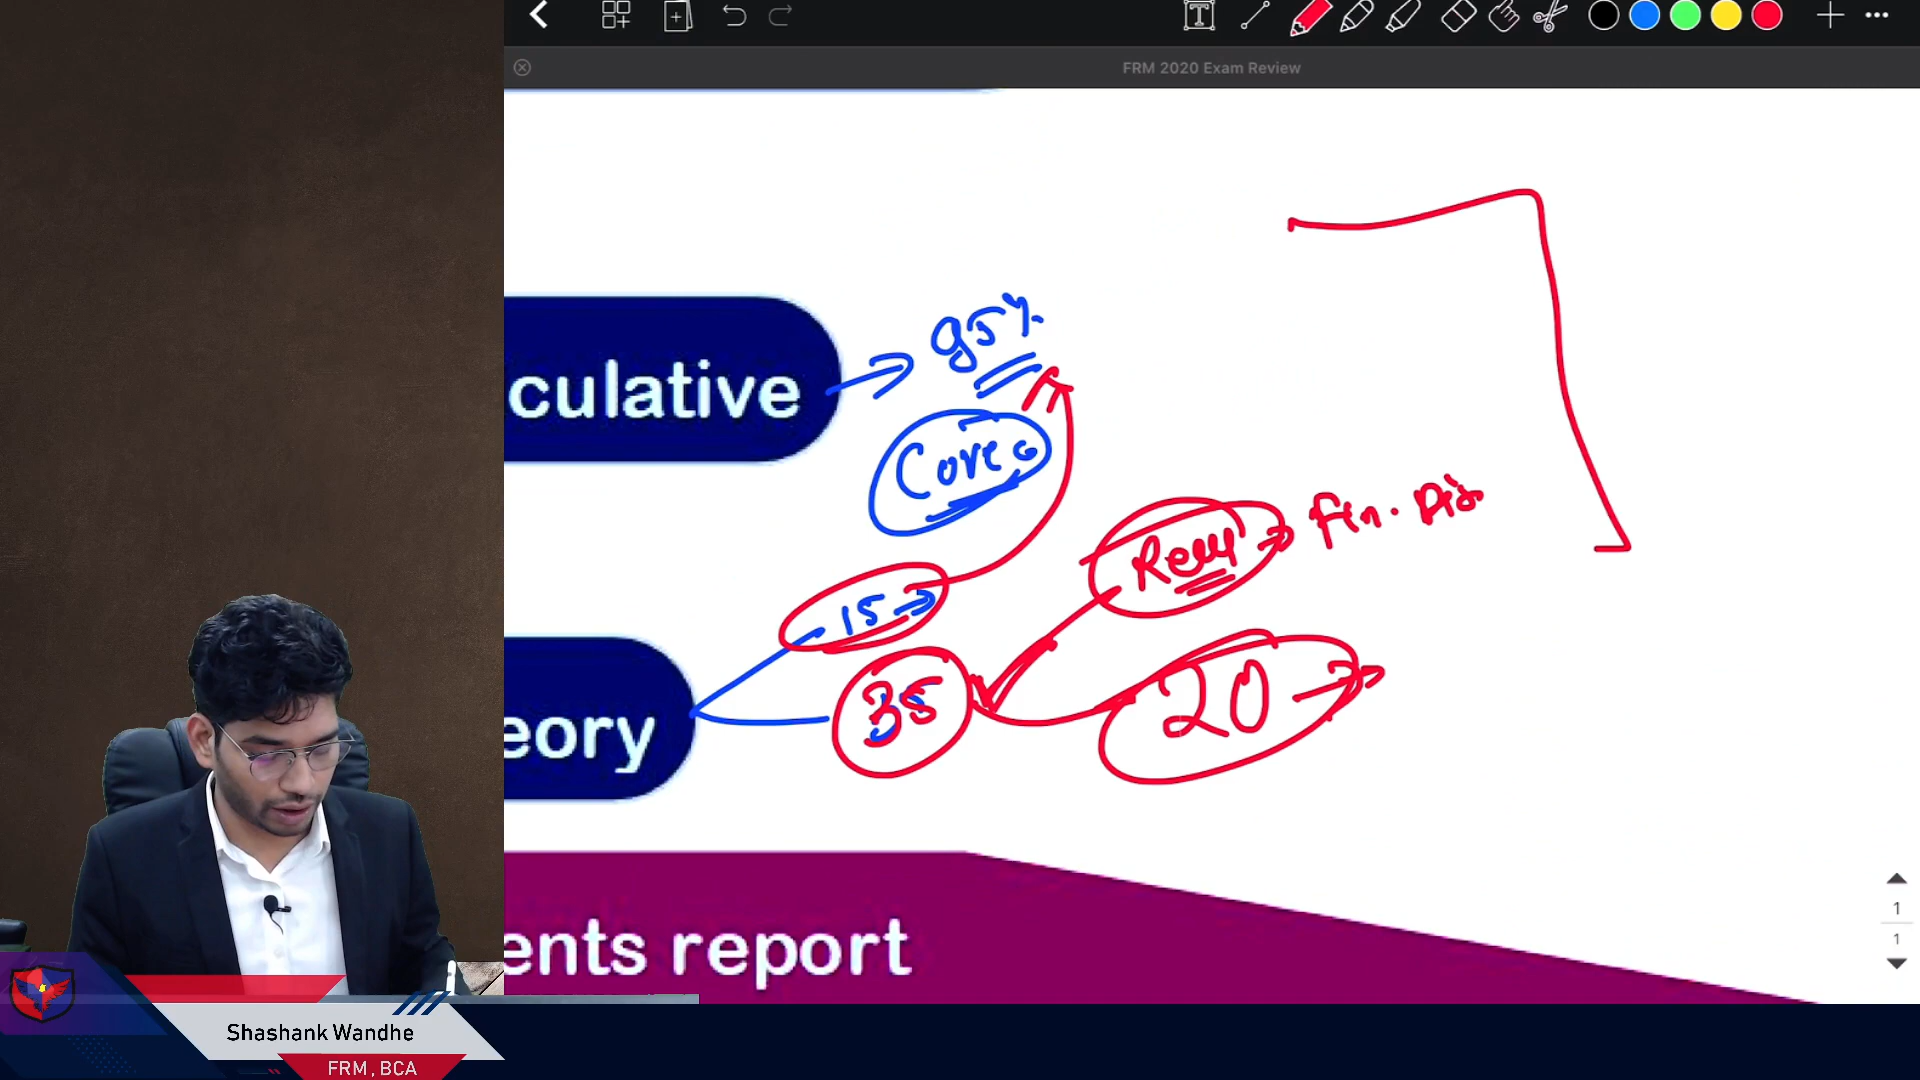 FRM 2020 Exam Review
95%
culative
Core
Fin. Dis
15
35
20
eory
1
1
ents report
Shashank Wandhe
FRM, BCA